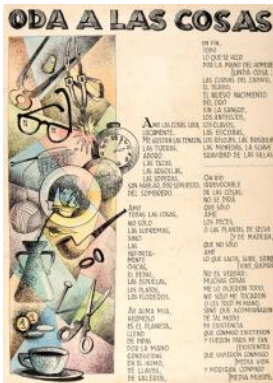 ODA A LAS COSAS
AMO LAS COSAS LOCA,
LOCAMENTE.
ME GUSTAN LAS TENAZAS,
LAS TIJERAS,
ADORO
LAS TAZAS,
LAS ARGOLLAS,
LAS SOPERAS,
SIN HABLAR, POR SUPUESTO,
DEL SOMBRERO.
AMO
TODAS LAS COSAS,
NO SOLO
LAS SUPREMAS,
SINO
LAS
INFINITA-
MENTE
CHICAS,
EL DEDAL,
LAS ESPUELAS,
LOS PLATOS,
LOS FLOREROS.
AY, ALMA MIA,
HERMOSO
ES EL PLANETA,
LLENO
DE PIPAS
POR LA MANO
CONDUCIDAS
EN EL HUMO,
DE LLAVES,
DE SALEROS,
EN FIN,
TODO
LO QUE SE HIZO
POR LA MANO DEL HOMBRE,
TODA COSA:
LAS CURVAS DEL ZAPATO,
EL TEJIDO,
EL NUEVO NACIMIENTO
DEL ORO
SIN LA SANGRE,
LOS ANTEOJOS,
LOS CLAVOS,
LAS ESCOBAS,
LOS RELOJES, LAS BRUJULAS,
LAS MONEDAS, LA SUAVE
SUAVIDAD DE LAS SILLAS.
OH RIO
IRREVOCABLE
DE LAS COSAS,
NO SE DIRA
QUE SOLO
AME
LOS PECES,
O LAS PLANTAS DE SELVA
Y DE PRADERA,
QUE NO SOLO
AME
LO QUE SALTA, SUBE, SOBREVIVE, SUSPIRA.
NO ES VERDAD:
MUCHAS COSAS
ME LO DIJERON TODO.
NO SOLO ME TOCARON
O LAS TOCO MI MANO,
SINO QUE ACOMPAÑARON
DE TAL MODO
MI EXISTENCIA
QUE CONMIGO EXISTIERON
Y FUERON PARA MI TAN EXISTENTES
QUE VIVIERON CONMIGO MEDIA VIDA
Y MORIRAN CONMIGO MEDIA MUERTE.